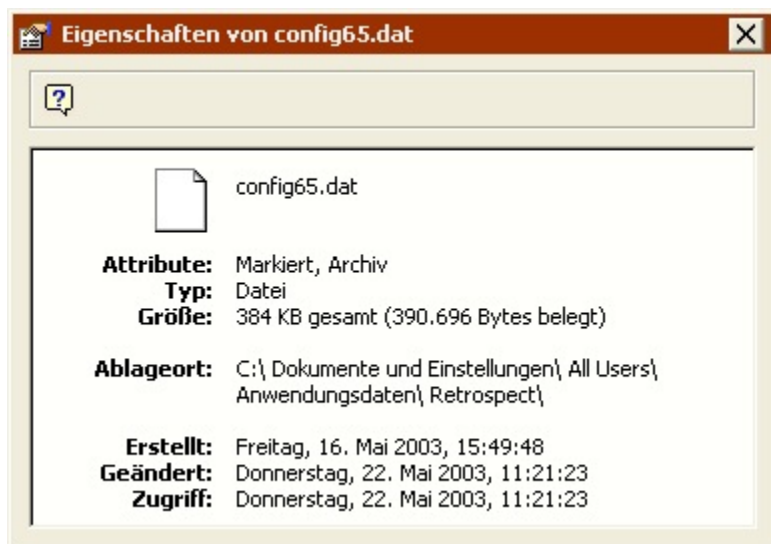 Eigenschaften von config65.dat
config65.dat
Attribute: Markiert, Archiv
Typ: Datei
Größe: 384 KB gesamt (390.696 Bytes belegt)
Ablageort: C:\ Dokumente und Einstellungen\ All Users\
Anwendungsdaten\ Retrospect\
Erstellt: Freitag, 16. Mai 2003, 15:49:48
Geändert: Donnerstag, 22. Mai 2003, 11:21:23
Zugriff: Donnerstag, 22. Mai 2003, 11:21:23